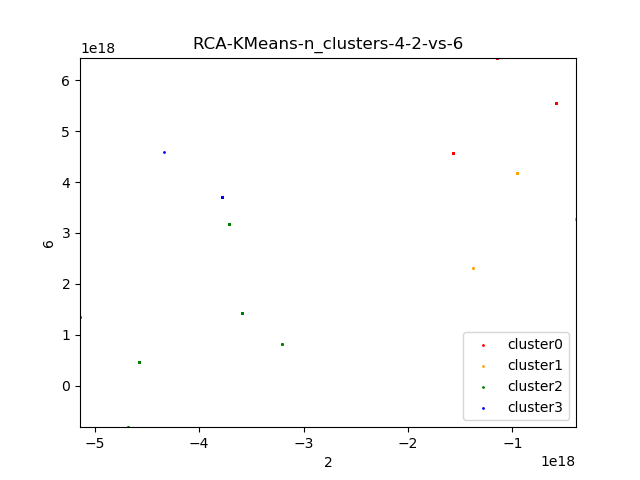 RCA-KMeans-n_clusters-4-2-vs-6
1e18
6
5
4
3
2
1
0
6
cluster0
cluster1
cluster2
cluster3
−5 −4 −3 −2 −1
2
1e18